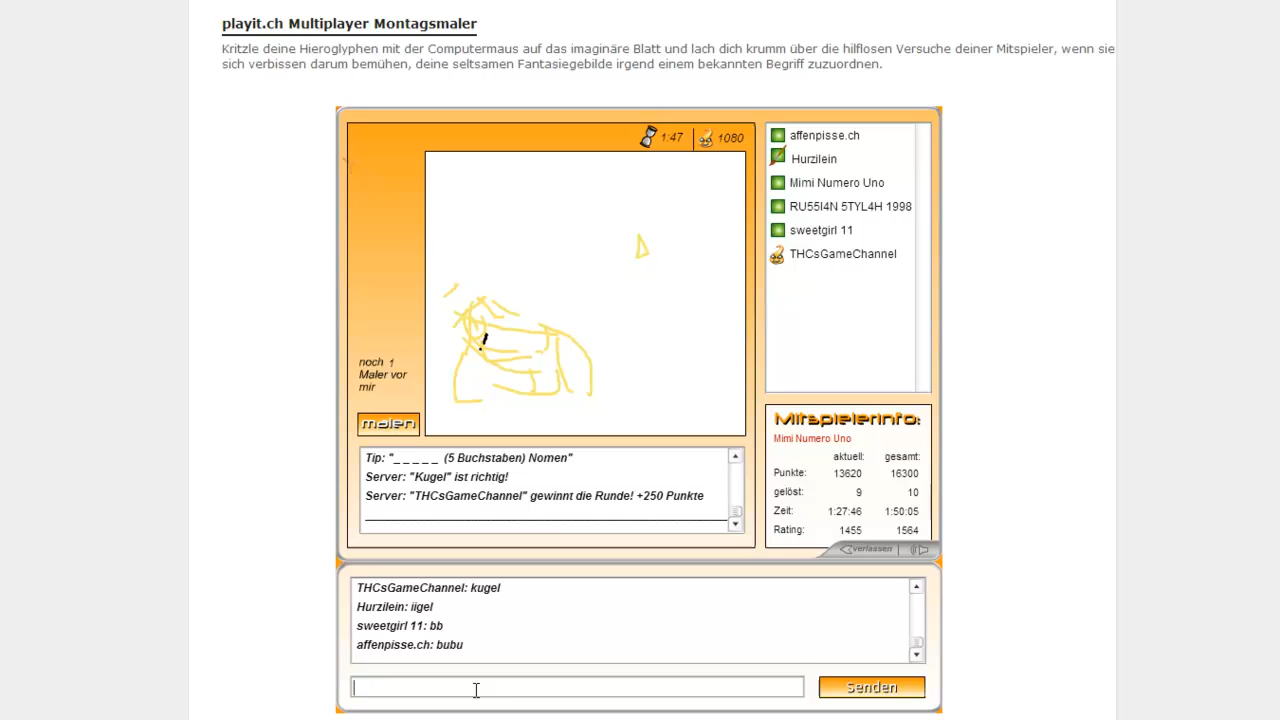 playit.ch Multiplayer Montagsmaler
Kritzle deine Hieroglyphen mit der Computermaus auf das imaginäre Blatt und lach dich krumm über die hilflosen Versuche deiner Mitspieler, wenn sie
sich verbissen darum bemühen, deine seltsamen Fantasiegebilde irgend einem bekannten Begriff zuzuordnen.
1:47
1080
noch 1
Maler vor
mir
malen
Tip: "_ _ _ _ _ (5 Buchstaben) Nomen"
Server: "Kugel" ist richtig!
Server: "THCsGameChannel" gewinnt die Runde! +250 Punkte
affenpisse.ch
Hurzilein
Mimi Numero Uno
RU55I4N 5TYL4H 1998
sweetgirl 11
THCsGameChannel
Mitspielerinfo:
Mimi Numero Uno
aktuell: gesamt:
Punkte: 13620 16300
gelöst: 9 10
Zeit: 1:27:46 1:50:05
Rating: 1455 1564
verlassen
THCsGameChannel: kugel
Hurzilein: iigel
sweetgirl 11: bb
affenpisse.ch: bubu
Senden